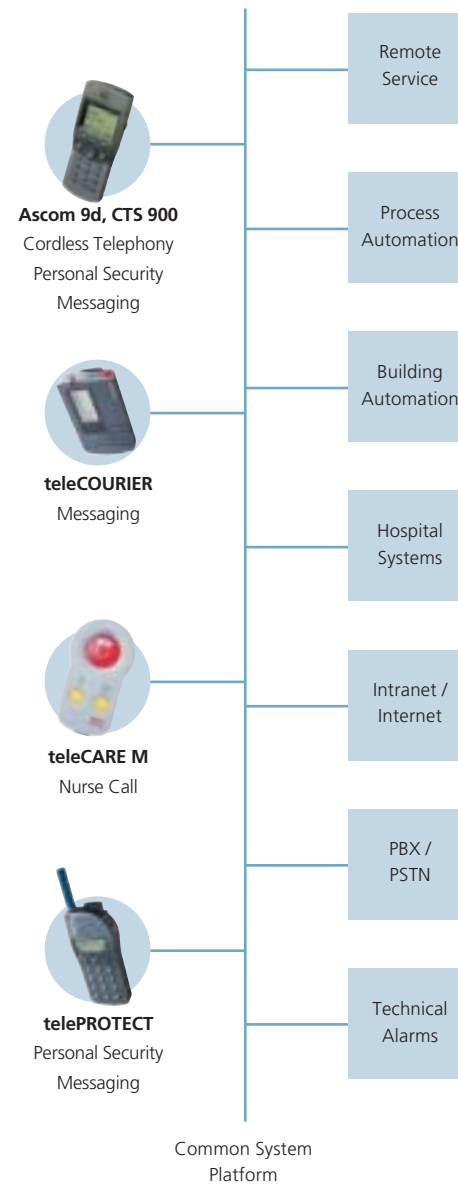 Remote
Service
Ascom 9d, CTS 900
Cordless Telephony
Personal Security
Messaging
Process
Automation
Building
Automation
teleCOURIER
Messaging
Hospital
Systems
teleCARE M
Nurse Call
Intranet /
Internet
PBX /
PSTN
telePROTECT
Personal Security
Messaging
Technical
Alarms
Common System
Platform